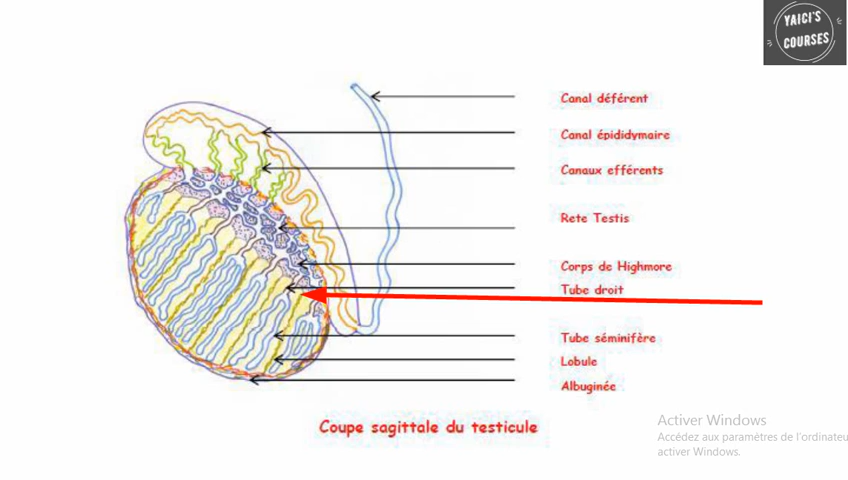 YAICI'S
COURSES
Canal déférent
Canal épididymaire
Canaux efférents
Rete Testis
Corps de Highmore
Tube droit
Tube séminifère
Lobule
Albuginée
Coupe sagittale du testicule
Activer Windows
Accédez aux paramètres de l'ordinateu
activer Windows.